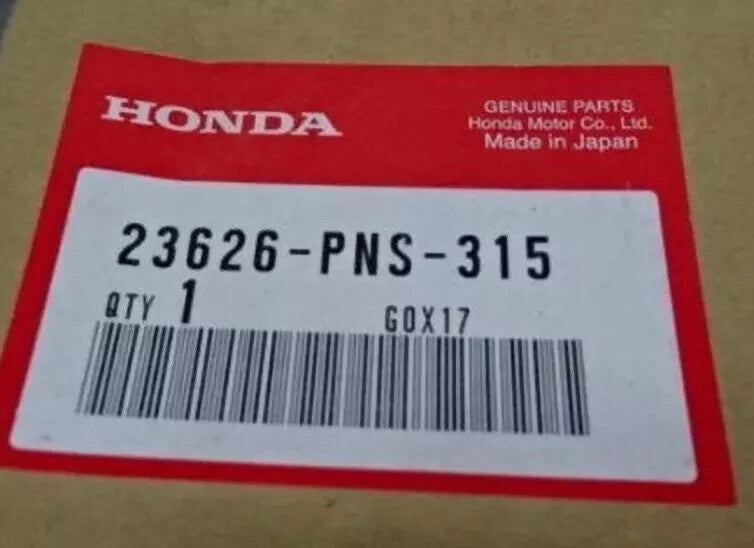 HONDA
GENUINE PARTS
Honda Motor Co., Ltd.
Made in Japan
23626-PNS-315
QTY 1 GOX17